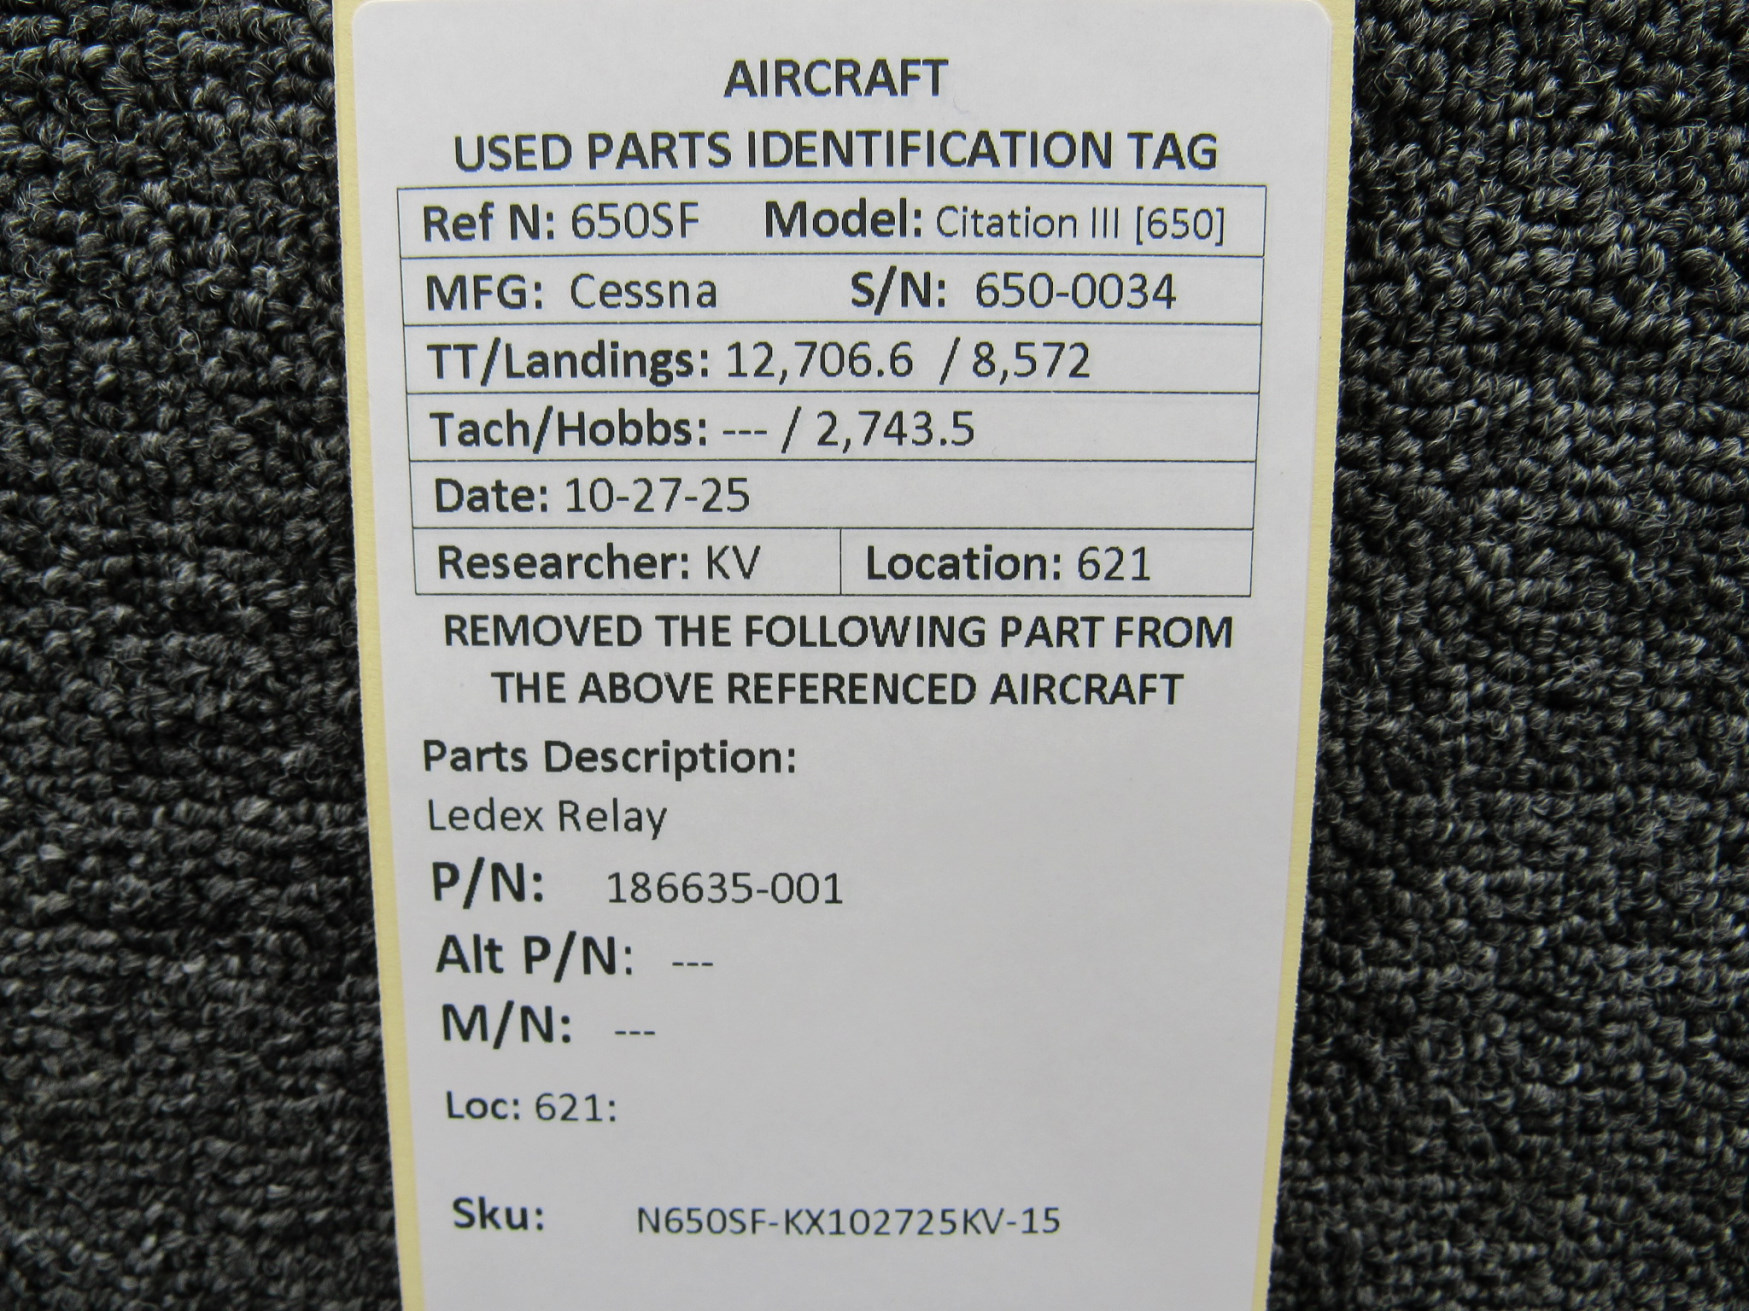 AIRCRAFT
USED PARTS IDENTIFICATION TAG
Ref N: 650SF Model: Citation III [650]
MFG: Cessna S/N: 650-0034
TT/Landings: 12,706.6 / 8,572
Tach/Hobbs: --- / 2,743.5
Date: 10-27-25
Researcher: KV Location: 621
REMOVED THE FOLLOWING PART FROM
THE ABOVE REFERENCED AIRCRAFT
Parts Description:
Ledex Relay
P/N: 186635-001
Alt P/N: ---
M/N: ---
Loc: 621:
Sku: N650SF-KX102725KV-15